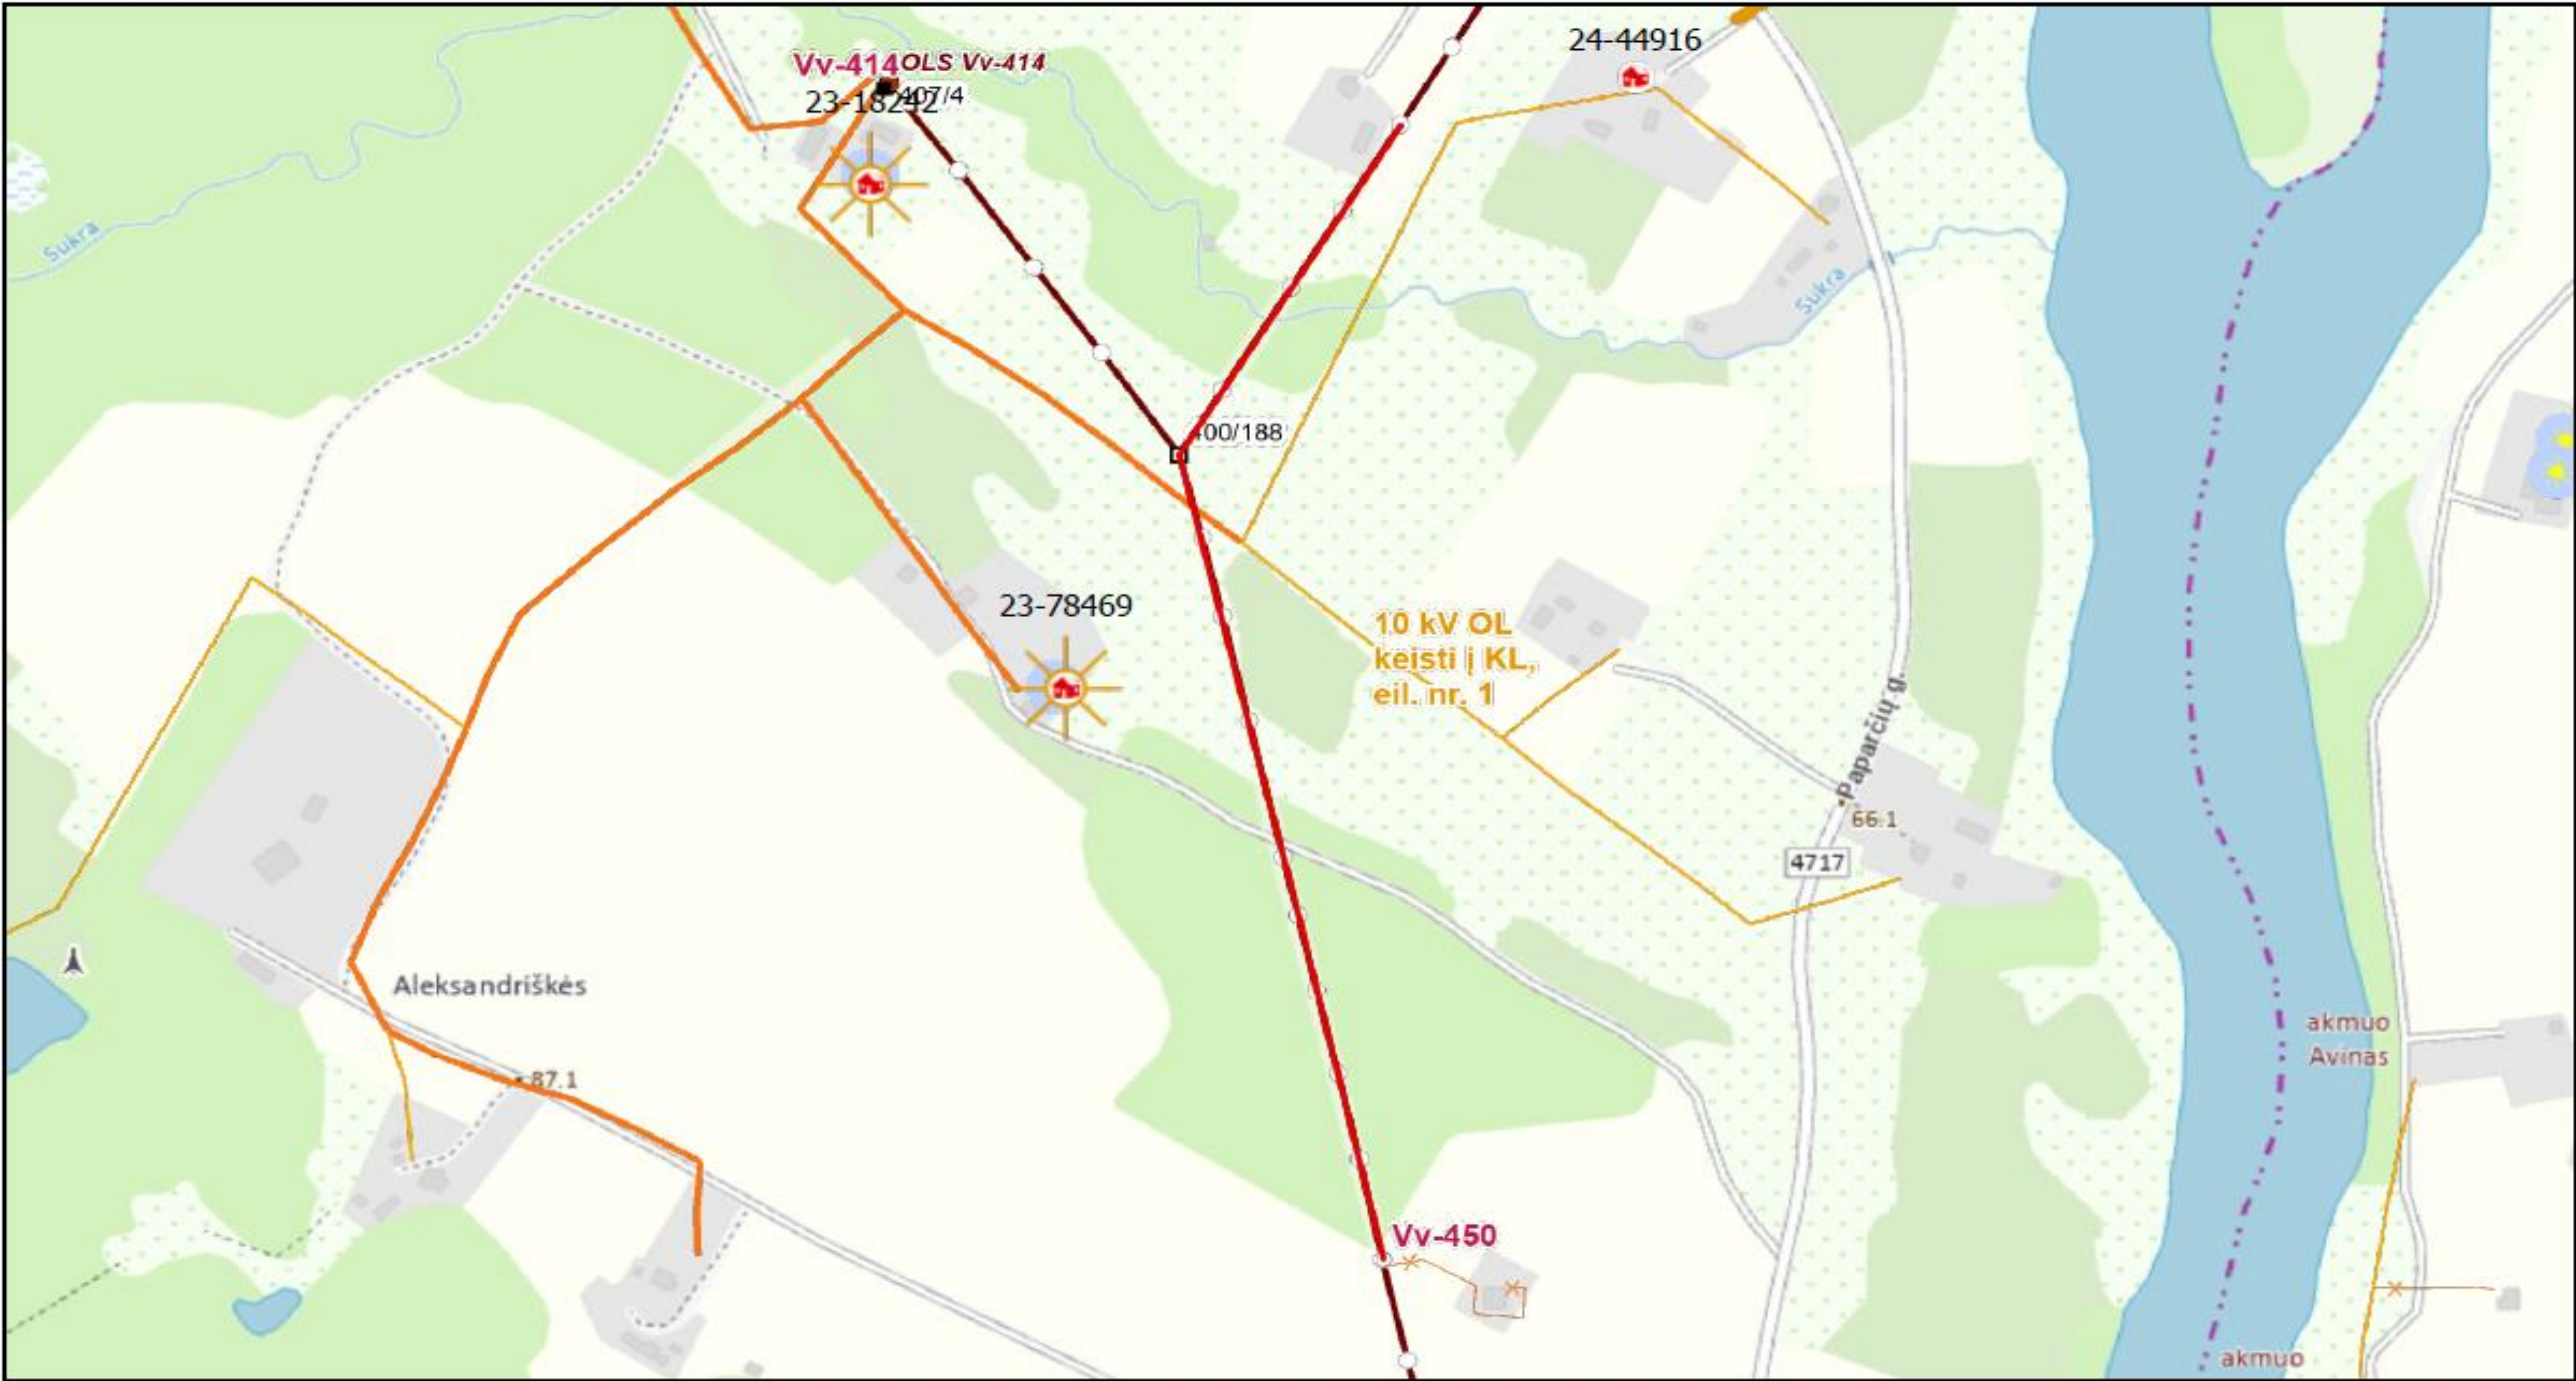 24-44916
Vv-414
OLS Vv-414
407/4
23-18242
Sukra
Sukra
400/188
23-78469
10 kV OL
keisti į KL,
eil. nr. 1
Paparčių g.
66.1
4717
Aleksandriškės
akmuo
Avinas
87.1
Vv-450
akmuo